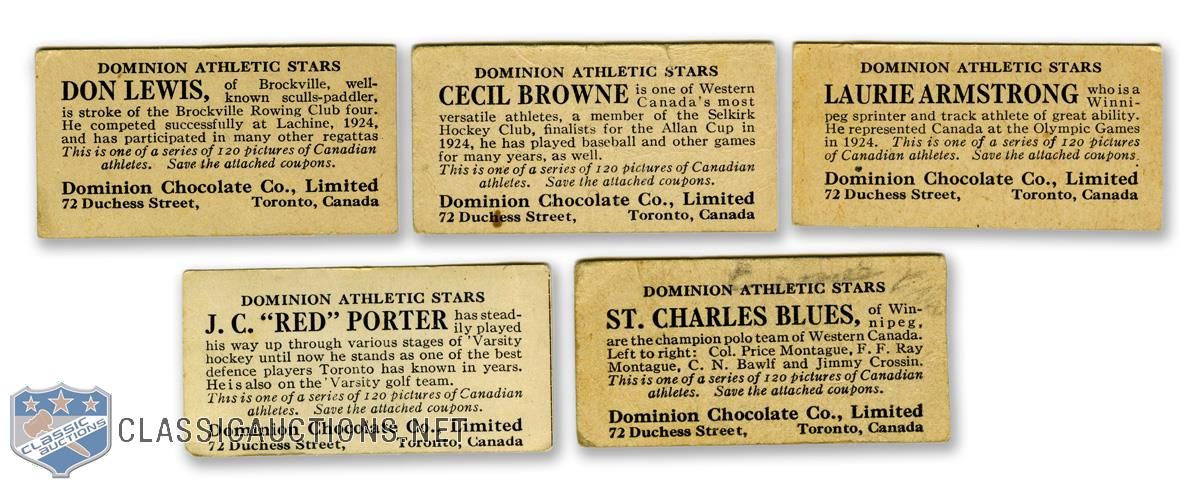 DOMINION ATHLETIC STARS
DON LEWIS, of Brockville, well-
known sculls-paddler,
is stroke of the Brockville Rowing Club four.
He competed successfully at Lachine, 1924,
and has participated in many other regattas
This is one of a series of 120 pictures of Canadian
athletes. Save the attached coupons.
Dominion Chocolate Co., Limited
72 Duchess Street, Toronto, Canada
DOMINION ATHLETIC STARS
CECIL BROWNE is one of Western
Canada's most
versatile athletes, a member of the Selkirk
Hockey Club, finalists for the Allan Cup in
1924, he has played baseball and other games
for many years, as well.
This is one of a series of 120 pictures of Canadian
athletes. Save the attached coupons.
Dominion Chocolate Co., Limited
72 Duchess Street, Toronto, Canada
DOMINION ATHLETIC STARS
LAURIE ARMSTRONG who is a
Winni-
peg sprinter and track athlete of great ability.
He represented Canada at the Olympic Games
in 1924. This is one of a series of 120 pictures
of Canadian athletes. Save the attached coupons.
Dominion Chocolate Co., Limited
72 Duchess Street, Toronto, Canada
DOMINION ATHLETIC STARS
J. C. "RED" PORTER has stead-
ily played
his way up through various stages of 'Varsity
hockey until now he stands as one of the best
defence players Toronto has known in years.
He is also on the 'Varsity golf team.
This is one of a series of 120 pictures of Canadian
athletes. Save the attached coupons.
Dominion Chocolate Co., Limited
72 Duchess Street, Toronto, Canada
DOMINION ATHLETIC STARS
ST. CHARLES BLUES, of Win-
nipeg,
are the champion polo team of Western Canada.
Left to right: Col. Price Montague, F. F. Ray
Montague, C. N. Bawlf and Jimmy Crossin.
This is one of a series of 120 pictures of Canadian
athletes. Save the attached coupons.
Dominion Chocolate Co., Limited
72 Duchess Street, Toronto, Canada
CLASSIC
AUCTIONS
CLASSICAUCTIONS.NET